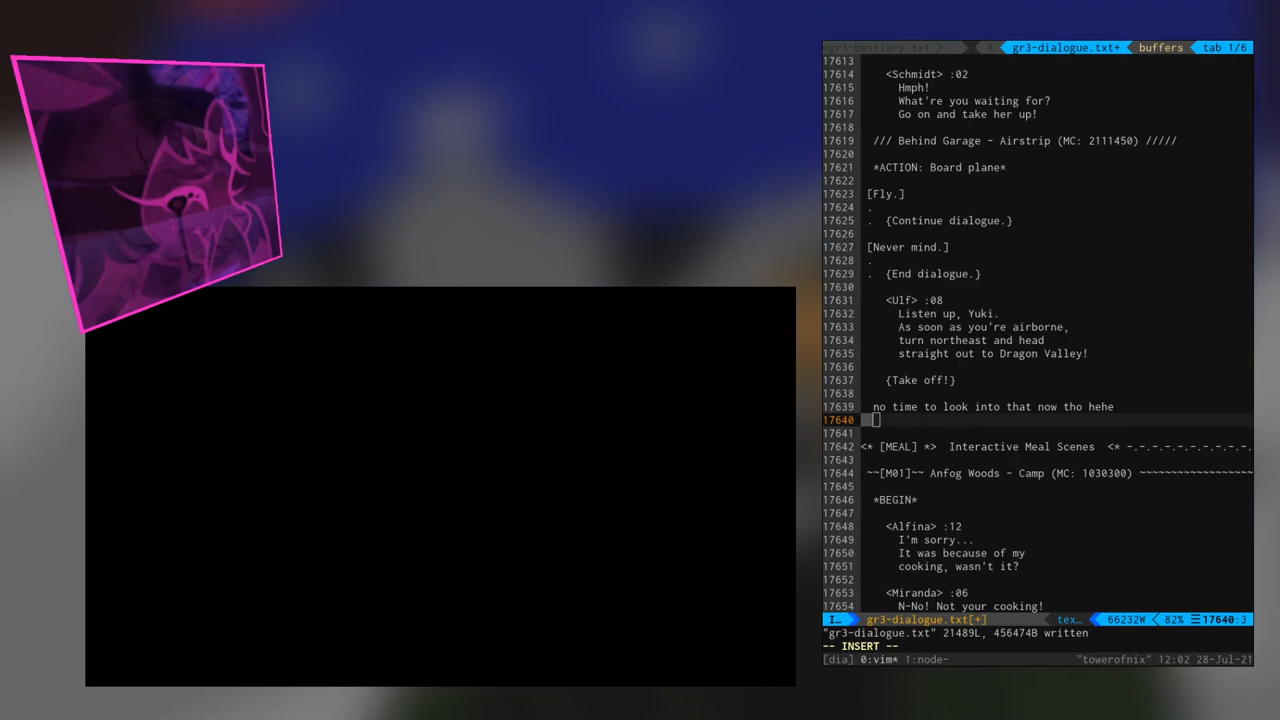 <gr3-bestiary txt X gr3-dialogue.txt+ buffers tab 1/6
17613
17614 <Schmidt> :02
17615 Hmph!
17616 What're you waiting for?
17617 Go on and take her up!
17618
17619 /// Behind Garage - Airstrip (MC: 2111450) /////
17620
17621 *ACTION: Board plane*
17622
17623 [Fly.]
17624 .
17625 . {Continue dialogue.}
17626
17627 [Never mind.]
17628 .
17629 . {End dialogue.}
17630
17631 <Ulf> :08
17632 Listen up, Yuki.
17633 As soon as you're airborne,
17634 turn northeast and head
17635 straight out to Dragon Valley!
17636
17637 {Take off!}
17638
17639 no time to look into that now tho hehe
17640
17641
17642 <* [MEAL] *> Interactive Meal Scenes <* -.-.-.-.-.-.-.-.-.-.
17643
17644 ~~[M01]~~ Anfog Woods - Camp (MC: 1030300) ~~~~~~~~~~~~~~~~~~
17645
17646 *BEGIN*
17647
17648 <Alfina> :12
17649 I'm sorry...
17650 It was because of my
17651 cooking, wasn't it?
17652
17653 <Miranda> :06
17654 N-No! Not your cooking!
I… gr3-dialogue.txt[+] tex… 66232W 82% ☰17640:3
"gr3-dialogue.txt" 21489L, 456474B written
-- INSERT --
[dia] 0:vim* 1:node- "towerofnix" 12:02 28-Jul-21